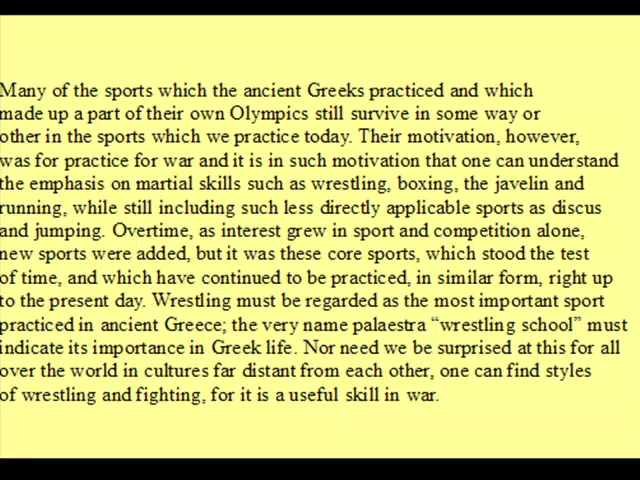 Many of the sports which the ancient Greeks practiced and which
made up a part of their own Olympics still survive in some way or
other in the sports which we practice today. Their motivation, however,
was for practice for war and it is in such motivation that one can understand
the emphasis on martial skills such as wrestling, boxing, the javelin and
running, while still including such less directly applicable sports as discus
and jumping. Overtime, as interest grew in sport and competition alone,
new sports were added, but it was these core sports, which stood the test
of time, and which have continued to be practiced, in similar form, right up
to the present day. Wrestling must be regarded as the most important sport
practiced in ancient Greece; the very name palaestra “wrestling school” must
indicate its importance in Greek life. Nor need we be surprised at this for all
over the world in cultures far distant from each other, one can find styles
of wrestling and fighting, for it is a useful skill in war.